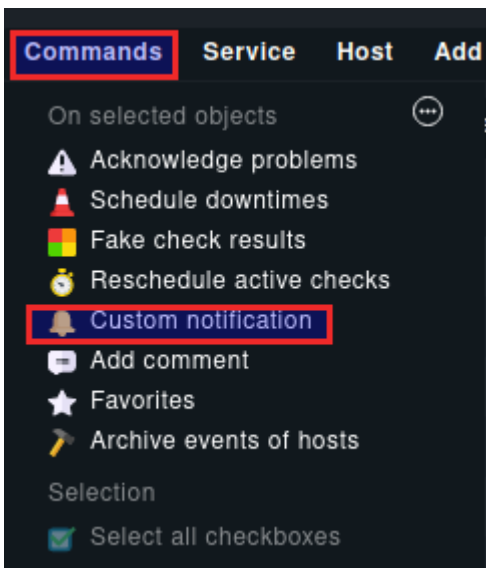 Commands Service Host Add
On selected objects
Acknowledge problems
Schedule downtimes
Fake check results
Reschedule active checks
Custom notification
Add comment
Favorites
Archive events of hosts
Selection
Select all checkboxes